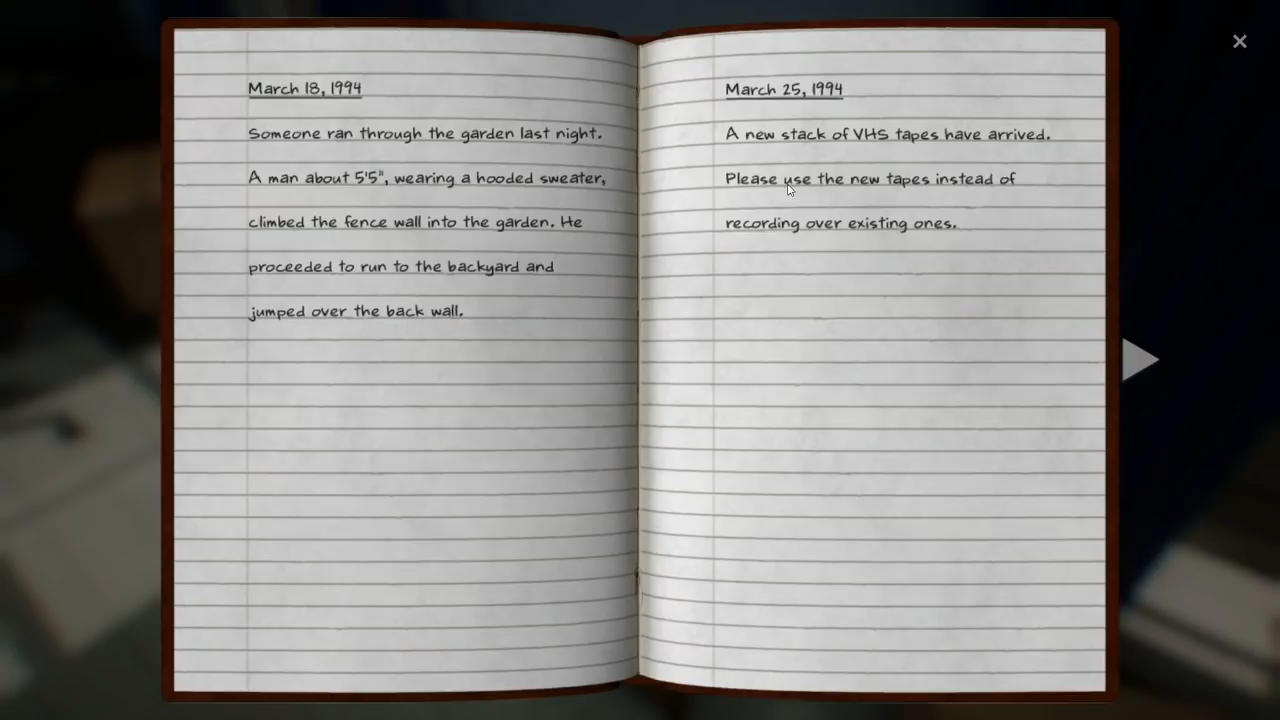 March 18, 1994
Someone ran through the garden last night.
A man about 5'5", wearing a hooded sweater,
climbed the fence wall into the garden. He
proceeded to run to the backyard and
jumped over the back wall.
March 25, 1994
A new stack of VHS tapes have arrived.
Please use the new tapes instead of
recording over existing ones.